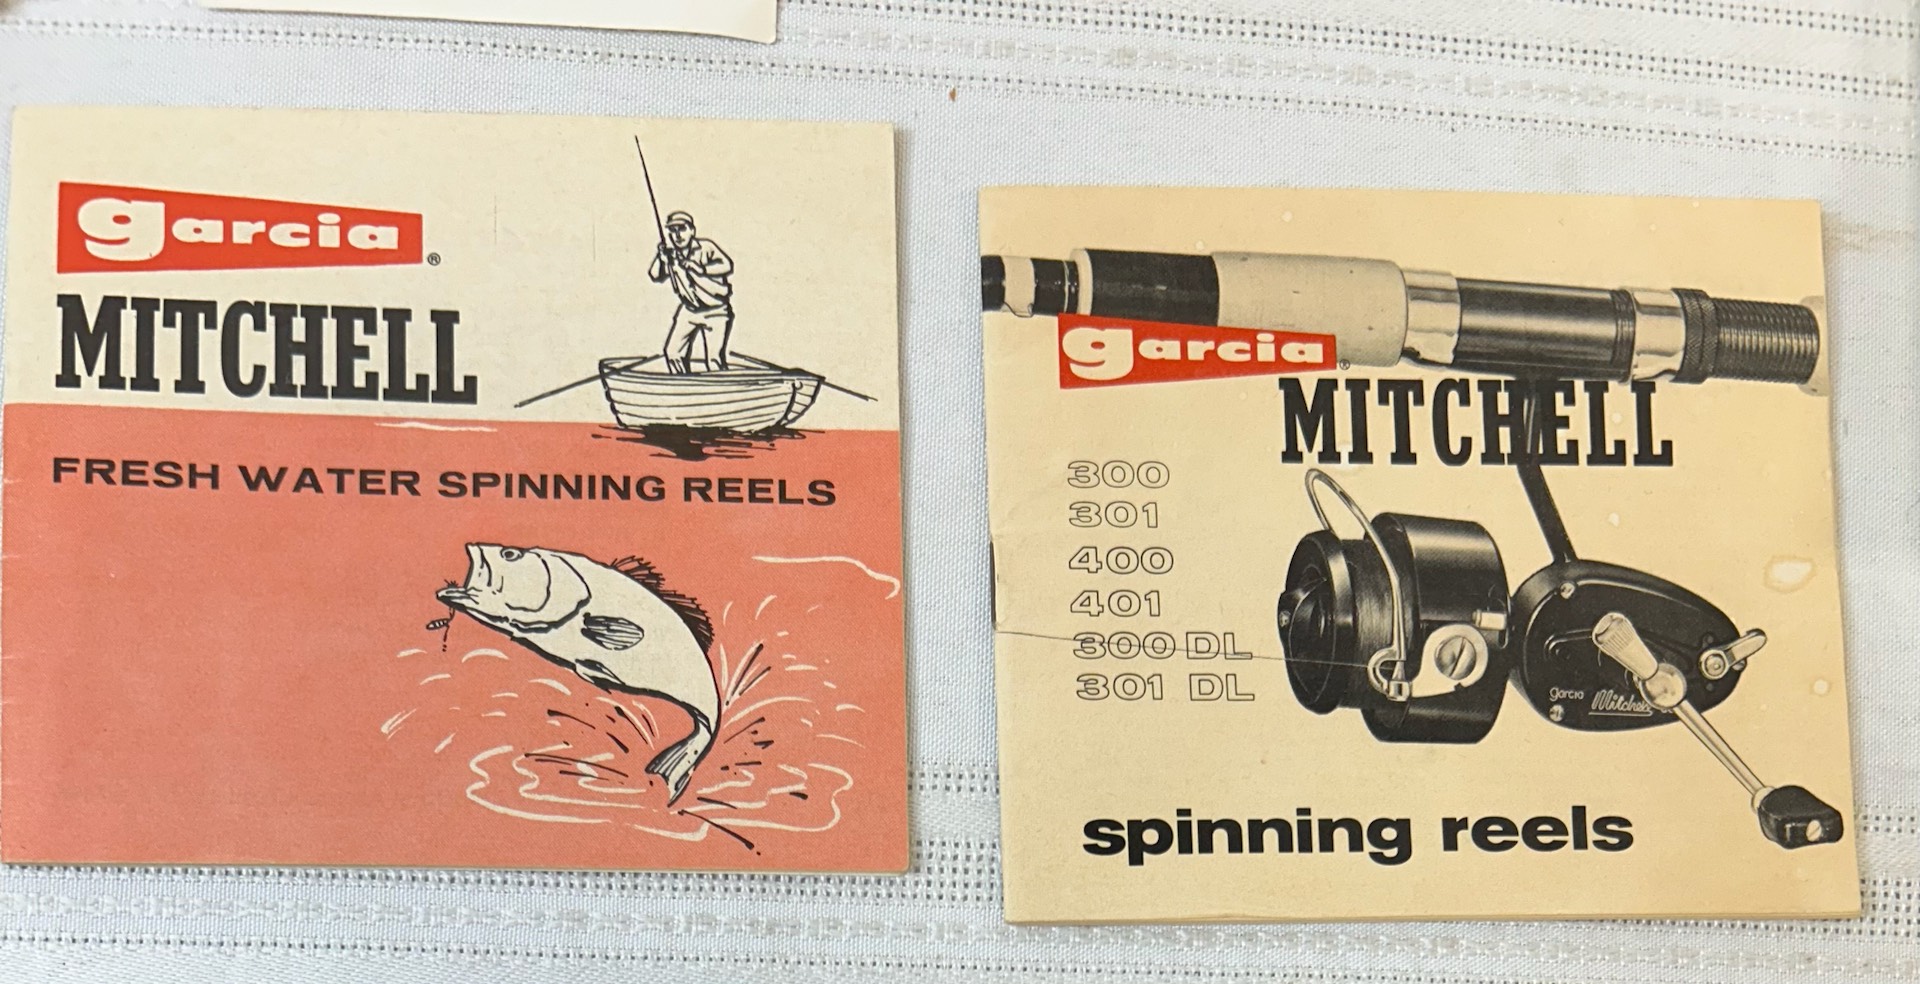 garcia®
MITCHELL
FRESH WATER SPINNING REELS
garcia®
MITCHELL
300
301
400
401
300 DL
301 DL
garcia Mitchell
spinning reels